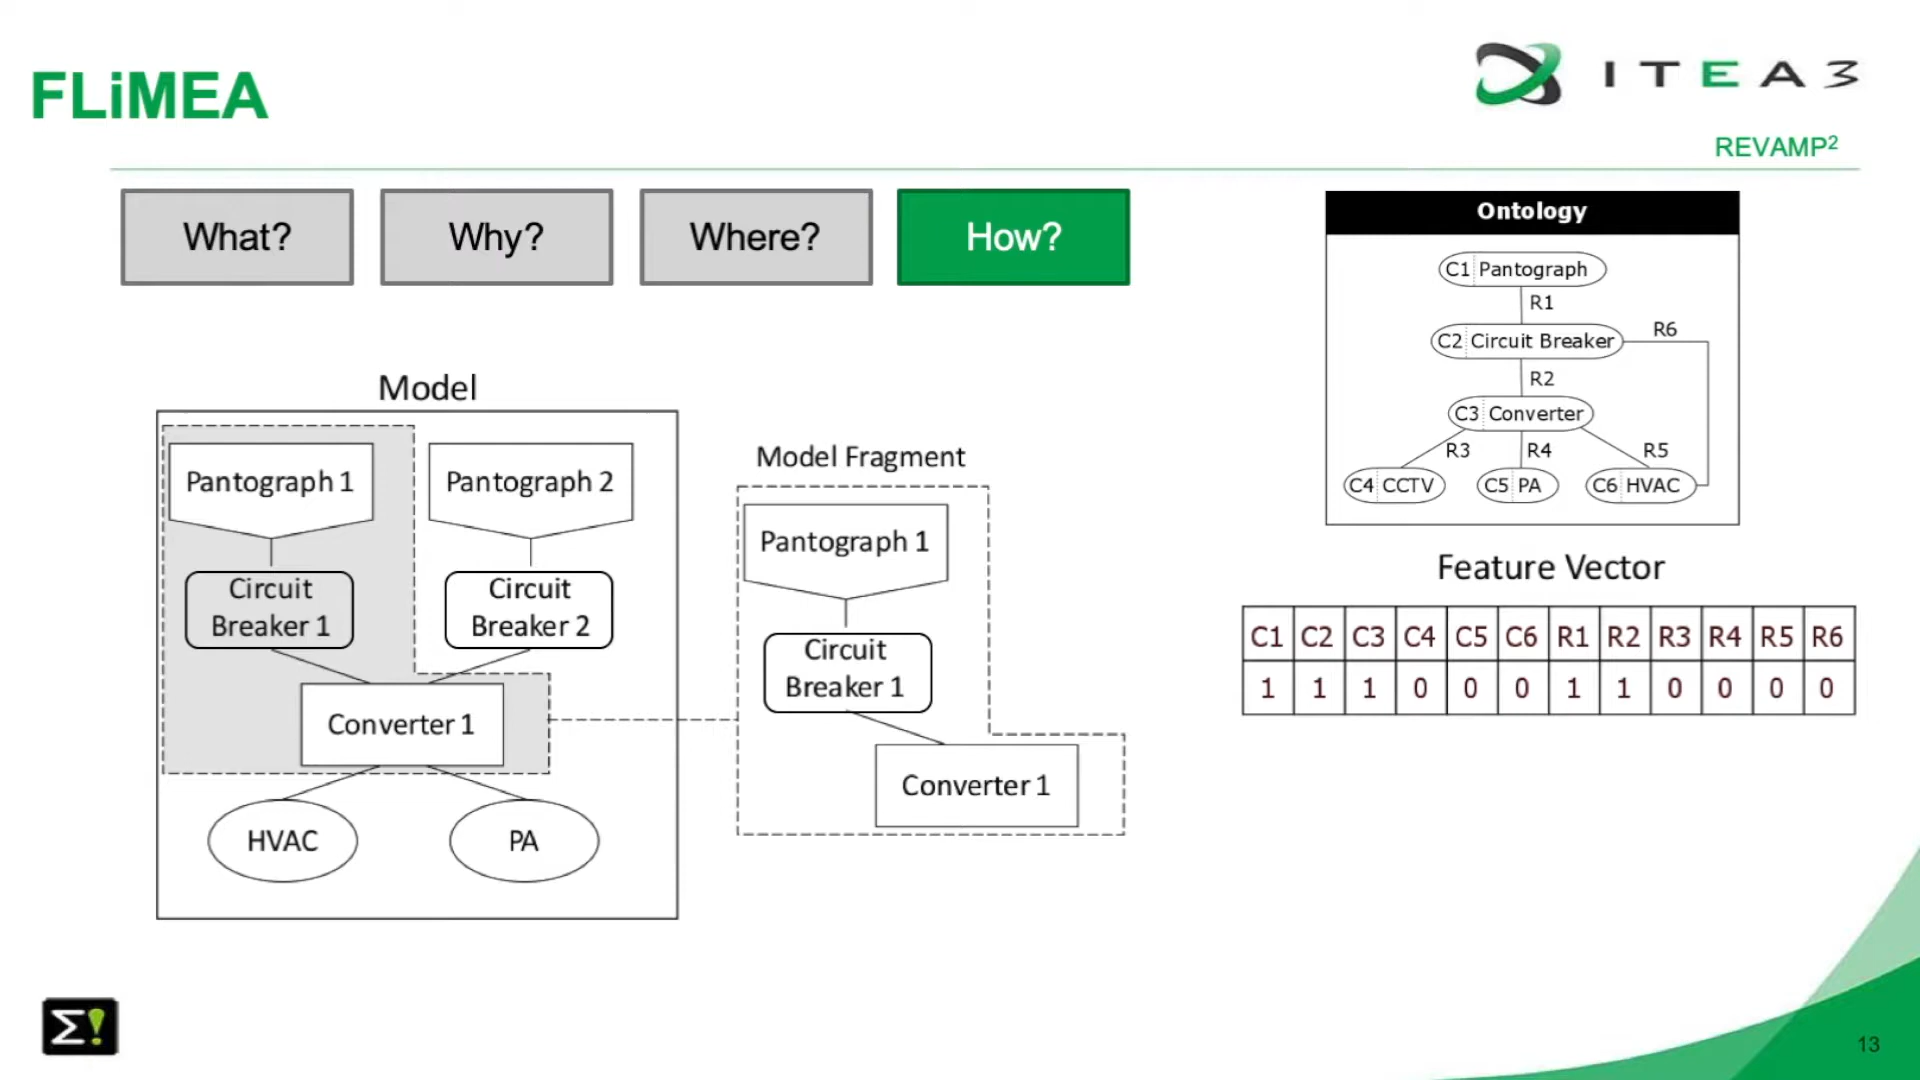 FLiMEA
ITEA3
REVAMP²
What?
Why?
Where?
How?
Model
Pantograph 1
Pantograph 2
Circuit
Breaker 1
Circuit
Breaker 2
Converter 1
HVAC
PA
Model Fragment
Pantograph 1
Circuit
Breaker 1
Converter 1
Ontology
C1 Pantograph
R1
C2 Circuit Breaker
R6
R2
C3 Converter
R3
R4
R5
C4 CCTV
C5 PA
C6 HVAC
Feature Vector
C1 C2 C3 C4 C5 C6 R1 R2 R3 R4 R5 R6
1 1 1 0 0 0 1 1 0 0 0 0
Σ!
13